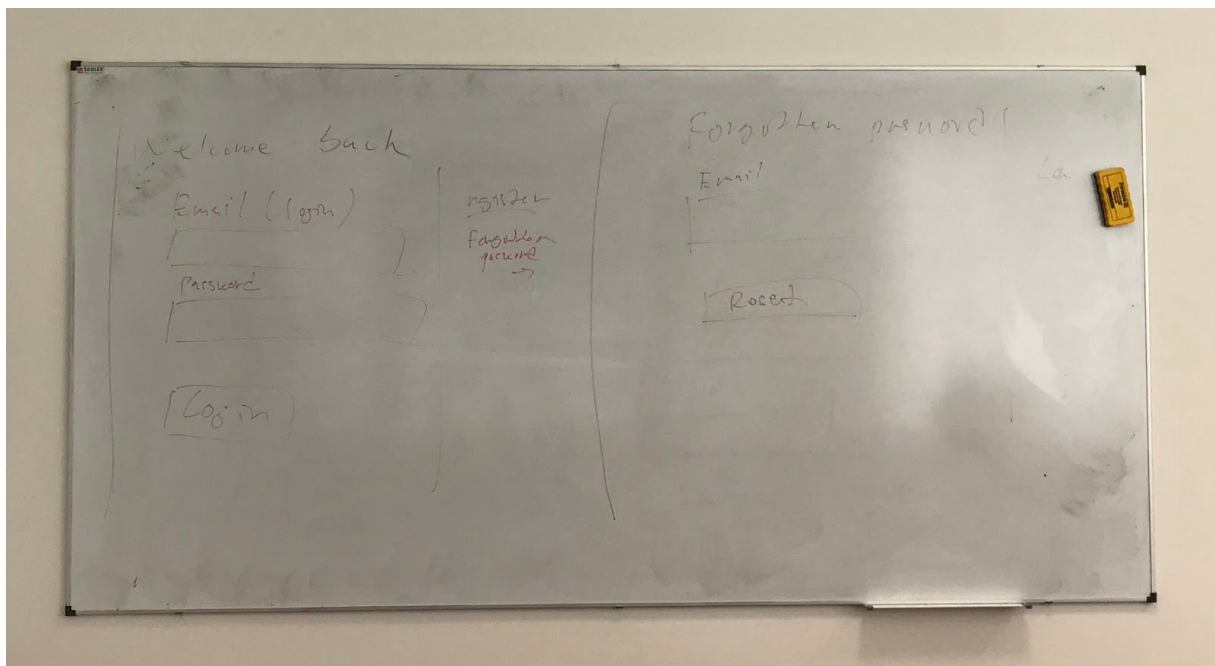 Welcome back
Email (login)
Password
Login
register
forgotten
password
→
Forgotten password
Email
Reset